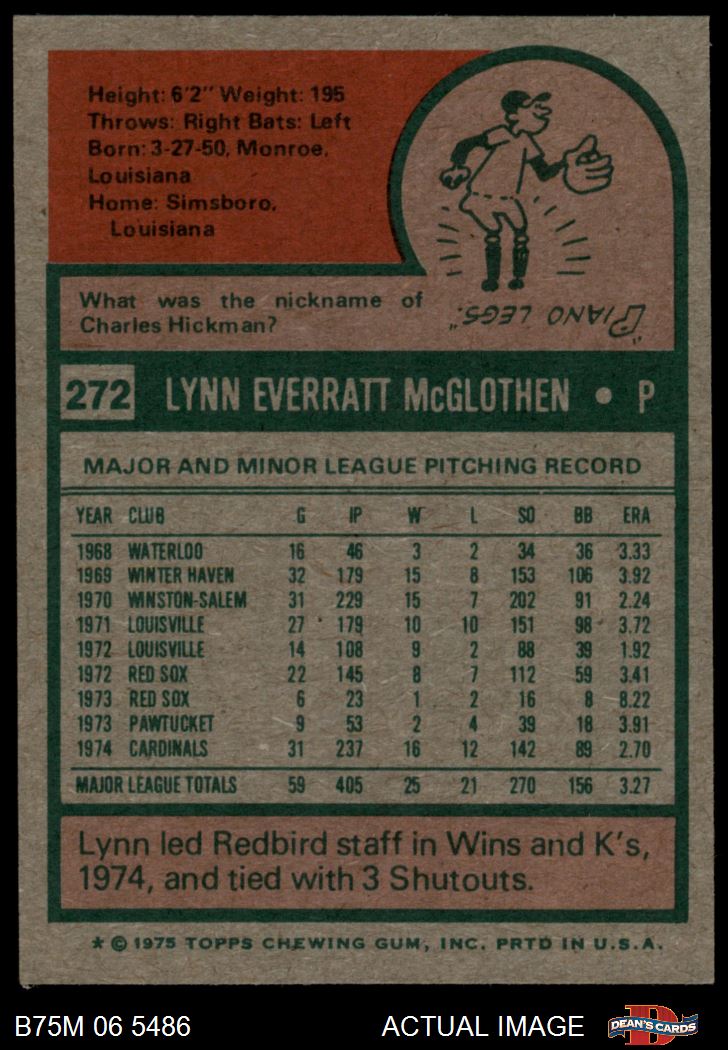 Height: 6'2" Weight: 195
Throws: Right Bats: Left
Born: 3-27-50, Monroe,
Louisiana
Home: Simsboro,
Louisiana
What was the nickname of
Charles Hickman?
"PIANO LEGS."
272 LYNN EVERRATT McGLOTHEN • P
MAJOR AND MINOR LEAGUE PITCHING RECORD
YEAR CLUB G IP W L SO BB ERA
1968 WATERLOO 16 46 3 2 34 36 3.33
1969 WINTER HAVEN 32 179 15 8 153 106 3.92
1970 WINSTON-SALEM 31 229 15 7 202 91 2.24
1971 LOUISVILLE 27 179 10 10 151 98 3.72
1972 LOUISVILLE 14 108 9 2 88 39 1.92
1972 RED SOX 22 145 8 7 112 59 3.41
1973 RED SOX 6 23 1 2 16 8 8.22
1973 PAWTUCKET 9 53 2 4 39 18 3.91
1974 CARDINALS 31 237 16 12 142 89 2.70
MAJOR LEAGUE TOTALS 59 405 25 21 270 156 3.27
Lynn led Redbird staff in Wins and K's,
1974, and tied with 3 Shutouts.
* © 1975 TOPPS CHEWING GUM, INC. PRTD IN U.S.A.
B75M 06 5486 ACTUAL IMAGE D DEAN'S CARDS